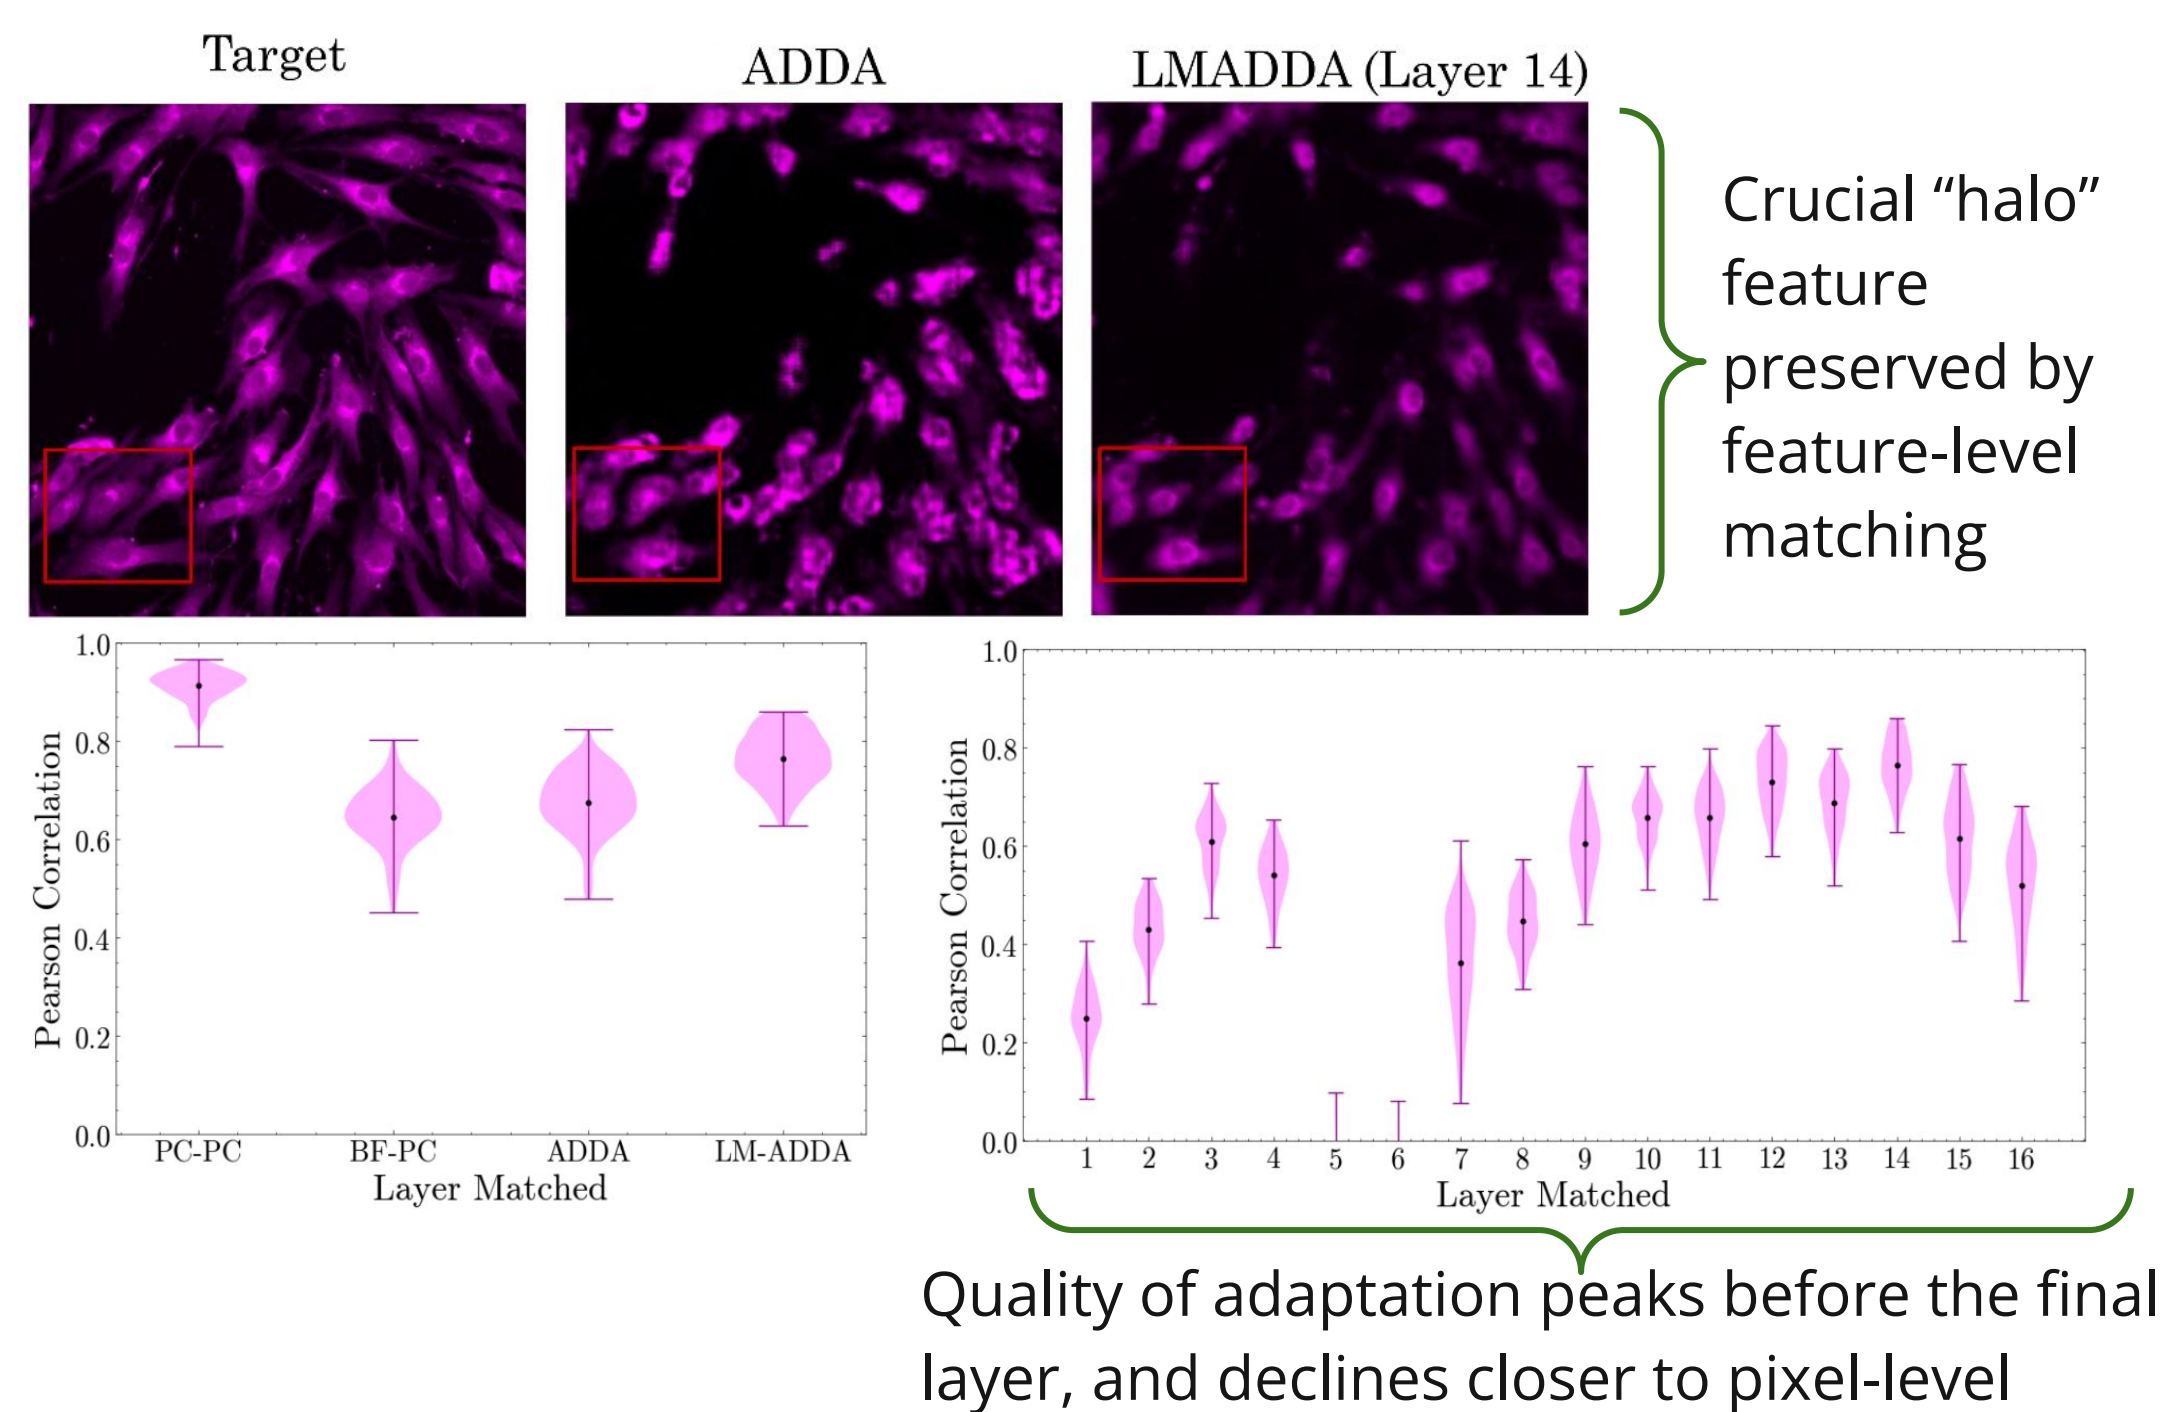 Target
ADDA
LMADDA (Layer 14)
Crucial “halo”
feature
preserved by
feature-level
matching
Pearson Correlation
1.0
0.8
0.6
0.4
0.2
0.0
PC-PC BF-PC ADDA LM-ADDA
Layer Matched
Pearson Correlation
1.0
0.8
0.6
0.4
0.2
0.0
1 2 3 4 5 6 7 8 9 10 11 12 13 14 15 16
Layer Matched
Quality of adaptation peaks before the final
layer, and declines closer to pixel-level